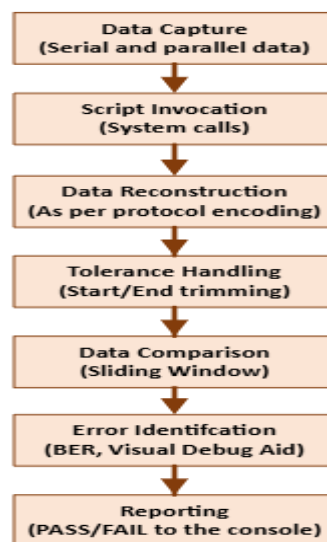 Data Capture
(Serial and parallel data)
Script Invocation
(System calls)
Data Reconstruction
(As per protocol encoding)
Tolerance Handling
(Start/End trimming)
Data Comparison
(Sliding Window)
Error Identifcation
(BER, Visual Debug Aid)
Reporting
(PASS/FAIL to the console)